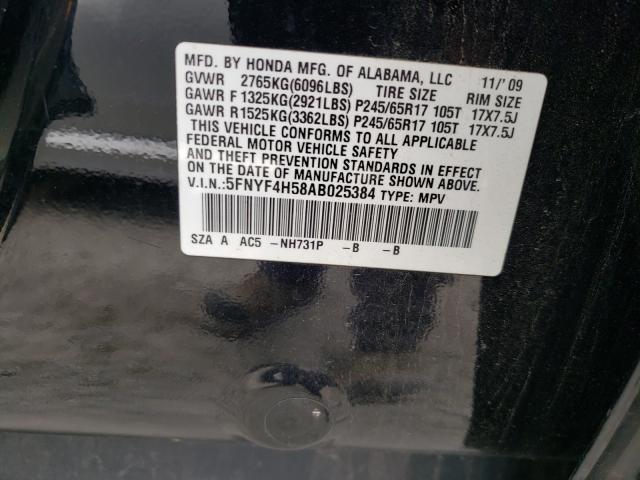 MFD. BY HONDA MFG. OF ALABAMA, LLC 11/'09
GVWR 2765KG(6096LBS) TIRE SIZE RIM SIZE
GAWR F 1325KG(2921LBS) P245/65R17 105T 17X7.5J
GAWR R1525KG(3362LBS) P245/65R17 105T 17X7.5J
THIS VEHICLE CONFORMS TO ALL APPLICABLE
FEDERAL MOTOR VEHICLE SAFETY
AND THEFT PREVENTION STANDARDS IN EFFECT
ON THE DATE OF MANUFACTURE SHOWN ABOVE.
V.I.N.:5FNYF4H58AB025384 TYPE: MPV
SZA A AC5 -NH731P -B -B